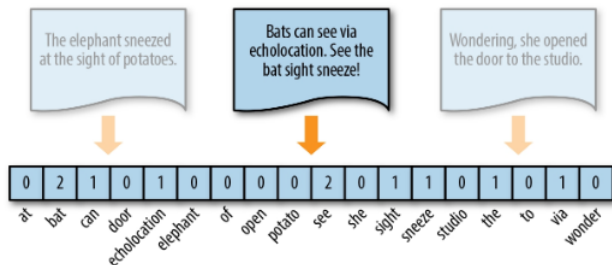 The elephant sneezed
at the sight of potatoes.
Bats can see via
echolocation. See the
bat sight sneeze!
Wondering, she opened
the door to the studio.
0 2 1 0 1 0 0 0 0 2 0 1 1 0 1 0 1 0
at bat can door echolocation elephant of open potato see she sight sneeze studio the to via wonder